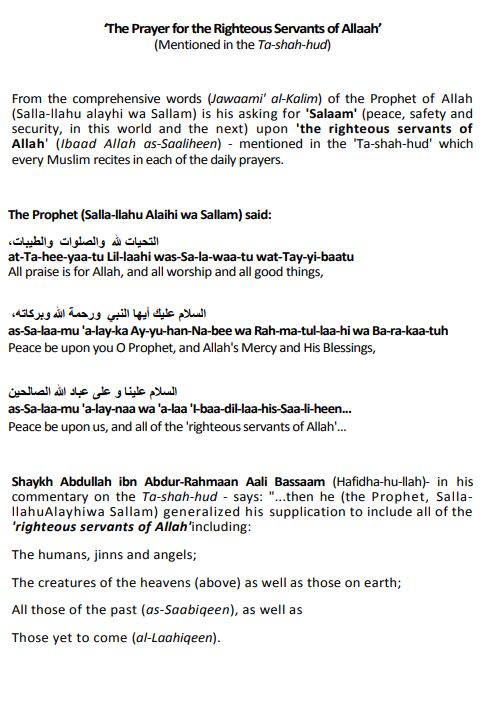 ‘The Prayer for the Righteous Servants of Allaah’
(Mentioned in the Ta-shah-hud)
From the comprehensive words (Jawaami' al-Kalim) of the Prophet of Allah
(Salla-llahu alayhi wa Sallam) is his asking for 'Salaam' (peace, safety and
security, in this world and the next) upon 'the righteous servants of
Allah' (Ibaad Allah as-Saaliheen) - mentioned in the 'Ta-shah-hud' which
every Muslim recites in each of the daily prayers.
The Prophet (Salla-llahu Alaihi wa Sallam) said:
التحيات لله والصلوات والطيبات،
at-Ta-hee-yaa-tu Lil-laahi was-Sa-la-waa-tu wat-Tay-yi-baatu
All praise is for Allah, and all worship and all good things,
السلام عليك أيها النبي ورحمة الله وبركاته،
as-Sa-laa-mu 'a-lay-ka Ay-yu-han-Na-bee wa Rah-ma-tul-laa-hi wa Ba-ra-kaa-tuh
Peace be upon you O Prophet, and Allah's Mercy and His Blessings,
السلام علينا و على عباد الله الصالحين
as-Sa-laa-mu 'a-lay-naa wa 'a-laa 'I-baa-dil-laa-his-Saa-li-heen...
Peace be upon us, and all of the 'righteous servants of Allah'...
Shaykh Abdullah ibn Abdur-Rahmaan Aali Bassaam (Hafidha-hu-llah)- in his
commentary on the Ta-shah-hud - says: "...then he (the Prophet, Salla-
llahuAlayhiwa Sallam) generalized his supplication to include all of the
'righteous servants of Allah'including:
The humans, jinns and angels;
The creatures of the heavens (above) as well as those on earth;
All those of the past (as-Saabiqeen), as well as
Those yet to come (al-Laahiqeen).